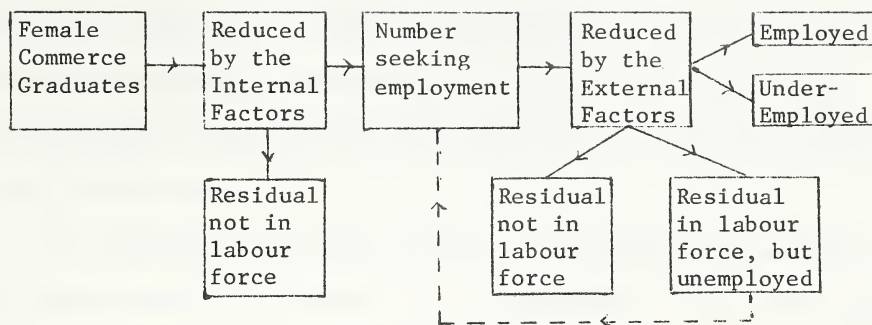 Female
Commerce
Graduates
Reduced
by the
Internal
Factors
Number
seeking
employment
Reduced
by the
External
Factors
Employed
Under-
Employed
Residual
not in
labour
force
Residual
not in
labour
force
Residual
in labour
force, but
unemployed